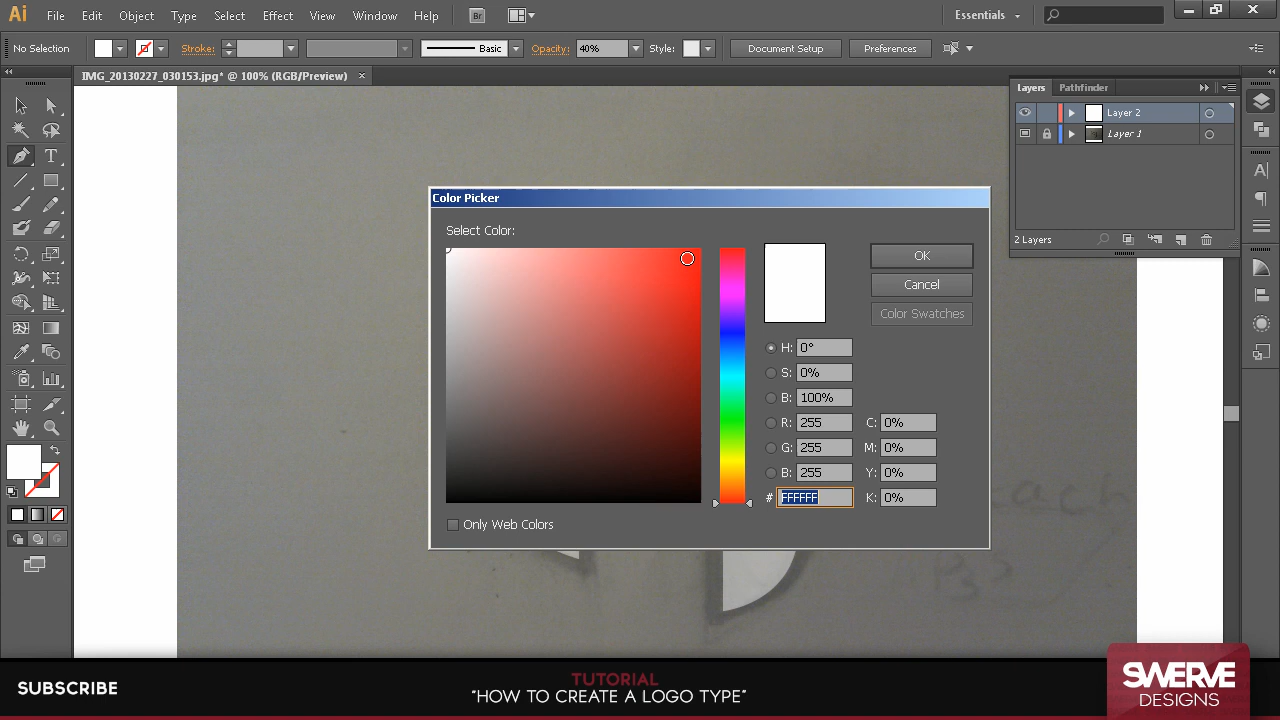 Ai File Edit Object Type Select Effect View Window Help Br Essentials
No Selection Stroke: Basic Opacity: 40% Style: Document Setup Preferences
IMG_20130227_030153.jpg* @ 100% (RGB/Preview) ×
Layers Pathfinder
Layer 2
Layer 1
2 Layers
Color Picker
Select Color:
OK
Cancel
Color Swatches
H: 0°
S: 0%
B: 100%
R: 255 C: 0%
G: 255 M: 0%
B: 255 Y: 0%
# FFFFFF K: 0%
Only Web Colors
SUBSCRIBE
TUTORIAL
"HOW TO CREATE A LOGO TYPE"
SWERVE
DESIGNS